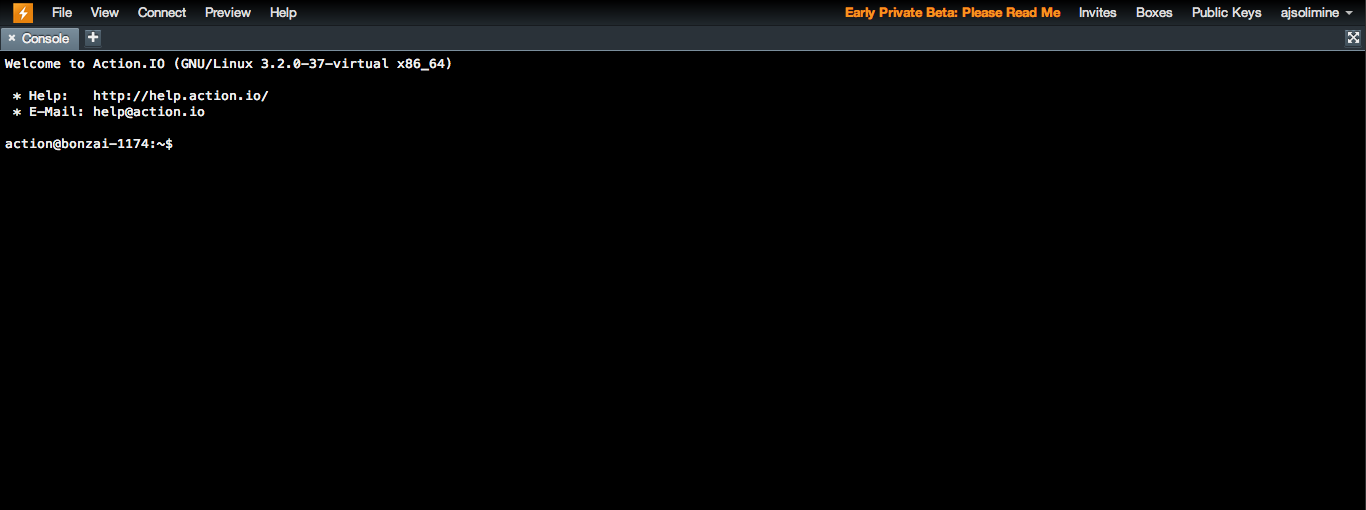 File View Connect Preview Help Early Private Beta: Please Read Me Invites Boxes Public Keys ajsolimine
Console
Welcome to Action.IO (GNU/Linux 3.2.0-37-virtual x86_64)
* Help: http://help.action.io/
* E-Mail: help@action.io
action@bonzai-1174:~$